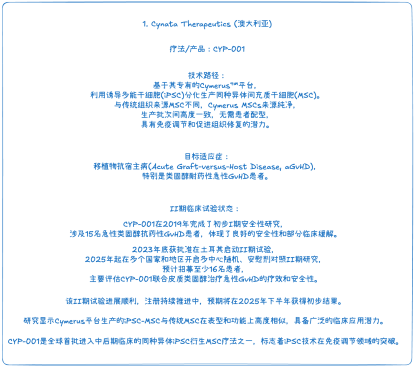 1. Cynata Therapeutics (澳大利亚)
疗法/产品：CYP-001
技术路径：
基于其专有的Cymerus™平台，
利用诱导多能干细胞(iPSC)分化生产同种异体间充质干细胞(MSC)。
与传统组织来源MSC不同，Cymerus MSCs来源纯净，
生产批次间高度一致，无需患者配型，
具有免疫调节和促进组织修复的潜力。
目标适应症：
移植物抗宿主病(Acute Graft-versus-Host Disease, aGvHD)，
特别是类固醇耐药性急性GvHD患者。
II期临床试验状态：
CYP-001在2019年完成了初步I期安全性研究，
涉及15名急性类固醇抗药性GvHD患者，体现了良好的安全性和部分临床缓解。
2023年底获批准在土耳其启动II期试验，
2025年起在多个国家和地区开启多中心随机、安慰剂对照II期研究，
预计招募至少16名患者，
主要评估CYP-001联合皮质类固醇治疗急性GvHD的疗效和安全性。
该II期试验进展顺利，注册持续推进中，预期将在2025年下半年获得初步结果。
研究显示Cymerus平台生产的iPSC-MSC与传统MSC在表型和功能上高度相似，具备广泛的临床应用潜力。
CYP-001是全球首批进入中后期临床的同种异体iPSC衍生MSC疗法之一，标志着iPSC技术在免疫调节领域的突破。